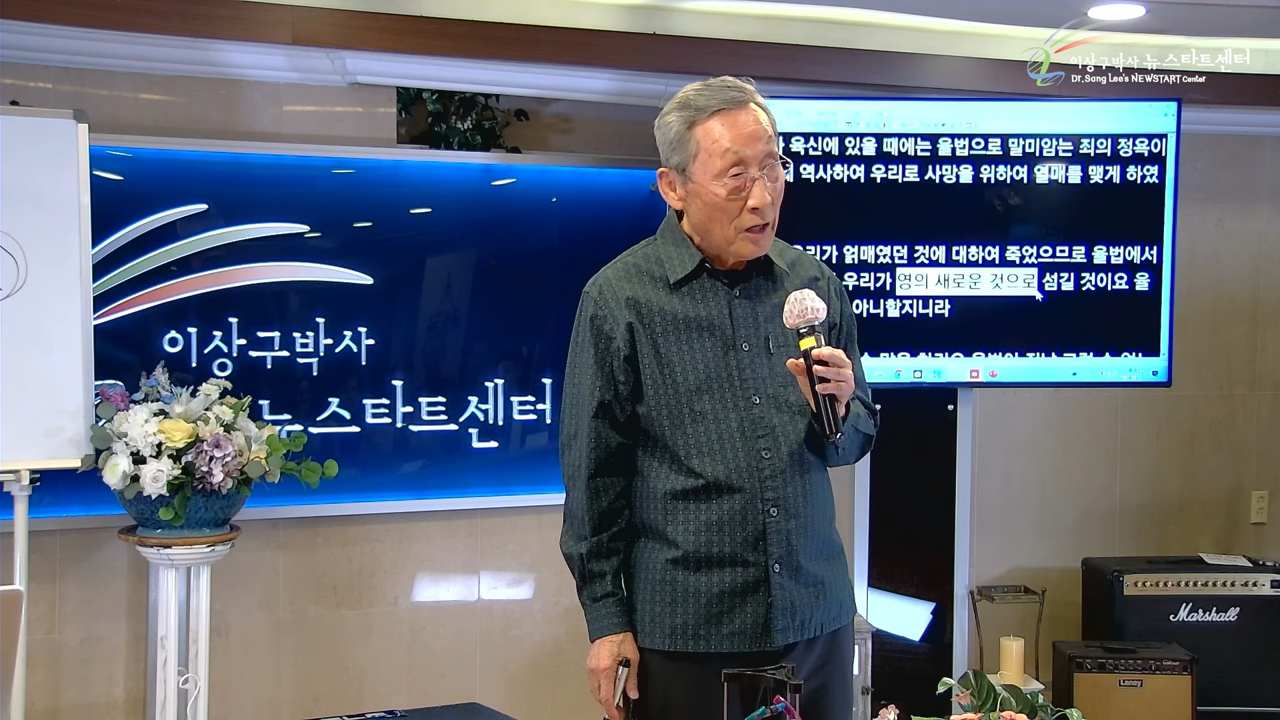 이상구박사 뉴 스타트센터
Dr. Sang Lee's NEWSTART Center
육신에 있을 때에는 율법으로 말미암는 죄의 정욕이
역사하여 우리로 사망을 위하여 열매를 맺게 하였
우리가 얽매였던 것에 대하여 죽었으므로 율법에서
우리가 영의 새로운 것으로 섬길 것이요 율
아니할지니라
이상구박사
뉴 스타트센터
Marshall
Laney